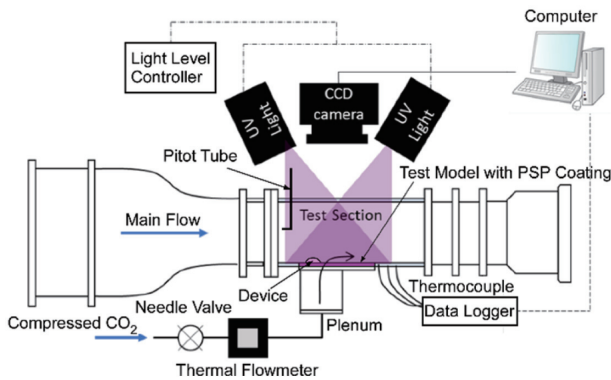 Computer
Light Level
Controller
UV
Light
CCD
camera
UV
Light
Pitot Tube
Test Model with PSP Coating
Main Flow
Test Section
Device
Thermocouple
Needle Valve
Compressed CO₂
Plenum
Data Logger
Thermal Flowmeter